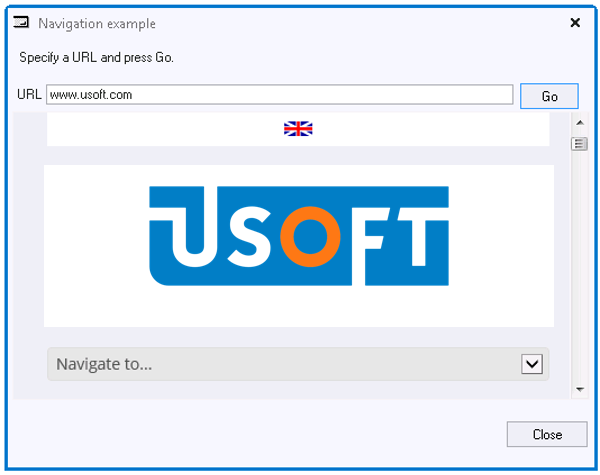 Navigation example
Specify a URL and press Go.
URL www.usoft.com Go
USOFT
Navigate to...
Close